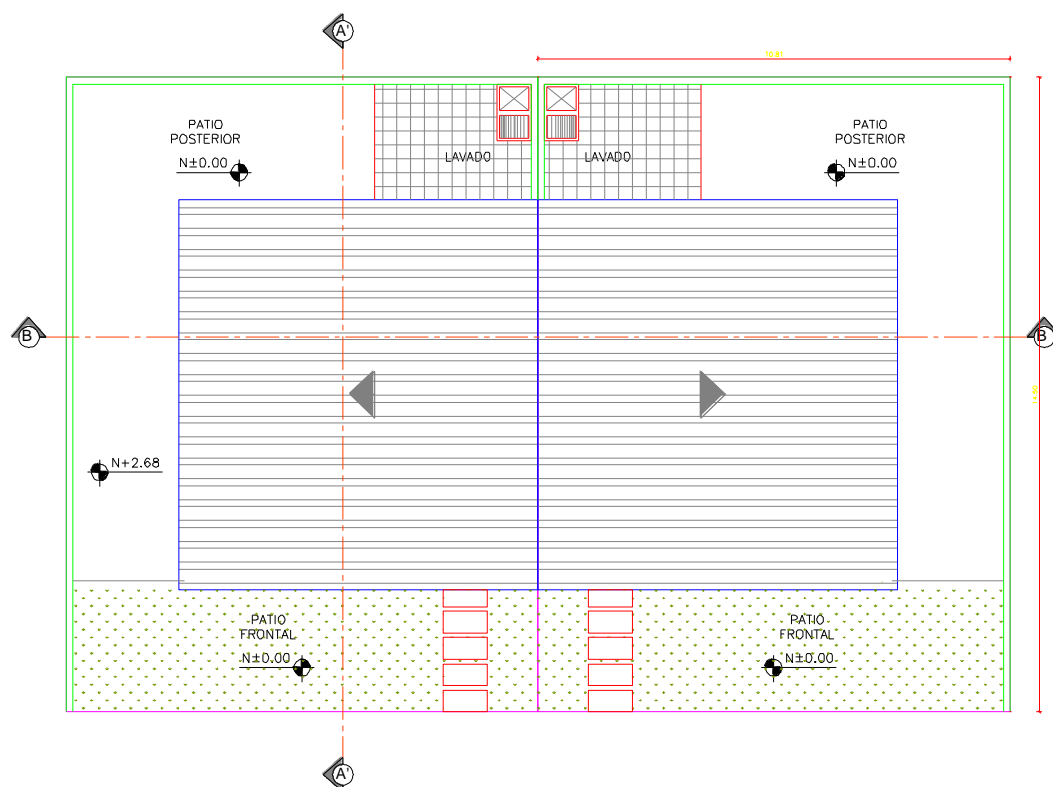 A'
PATIO
POSTERIOR
N±0.00
LAVADO
LAVADO
PATIO
POSTERIOR
N±0.00
B
B
N+2.68
PATIO
FRONTAL
N±0.00
PATIO
FRONTAL
N±0.00
A'